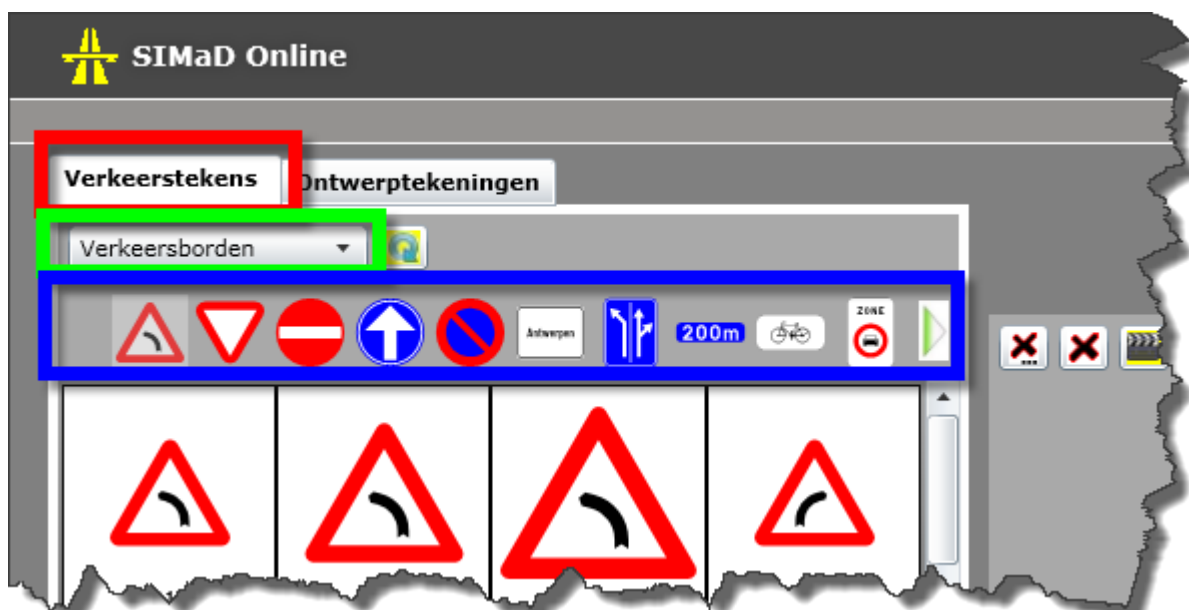 SIMaD Online
Verkeerstekens
Ontwerptekeningen
Verkeersborden
Antwerpen
200m
ZONE